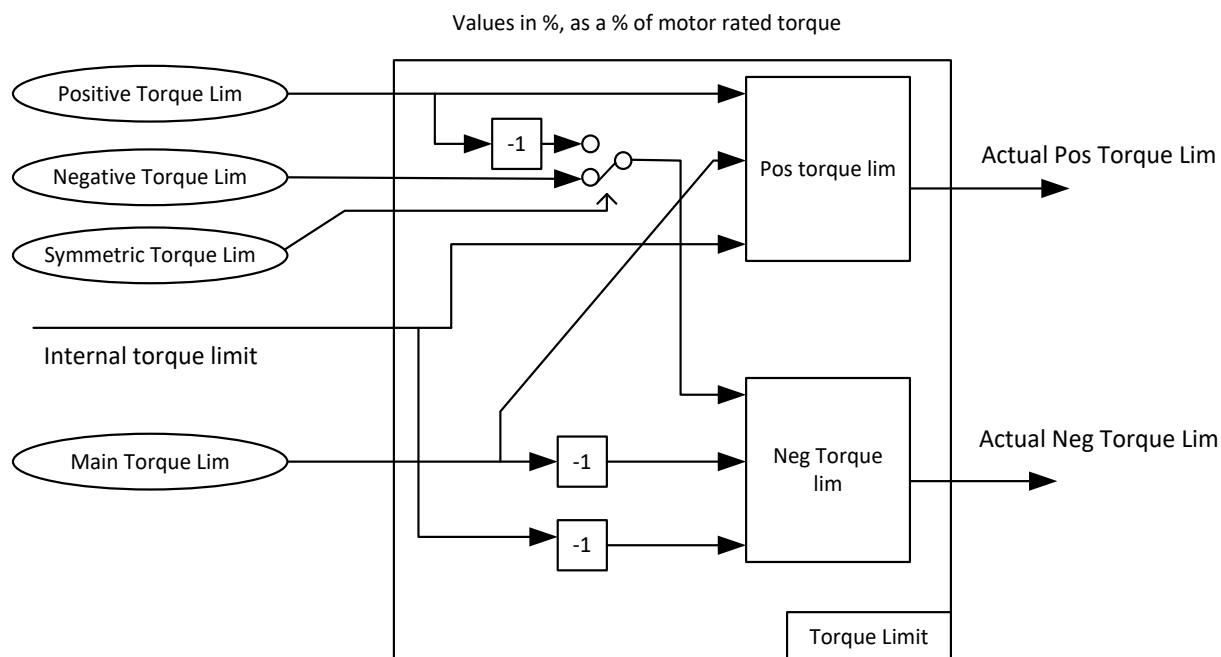 Values in %, as a % of motor rated torque
Positive Torque Lim
-1
Negative Torque Lim
Symmetric Torque Lim
Internal torque limit
Main Torque Lim
-1
-1
Pos torque lim
Actual Pos Torque Lim
Neg Torque
lim
Actual Neg Torque Lim
Torque Limit